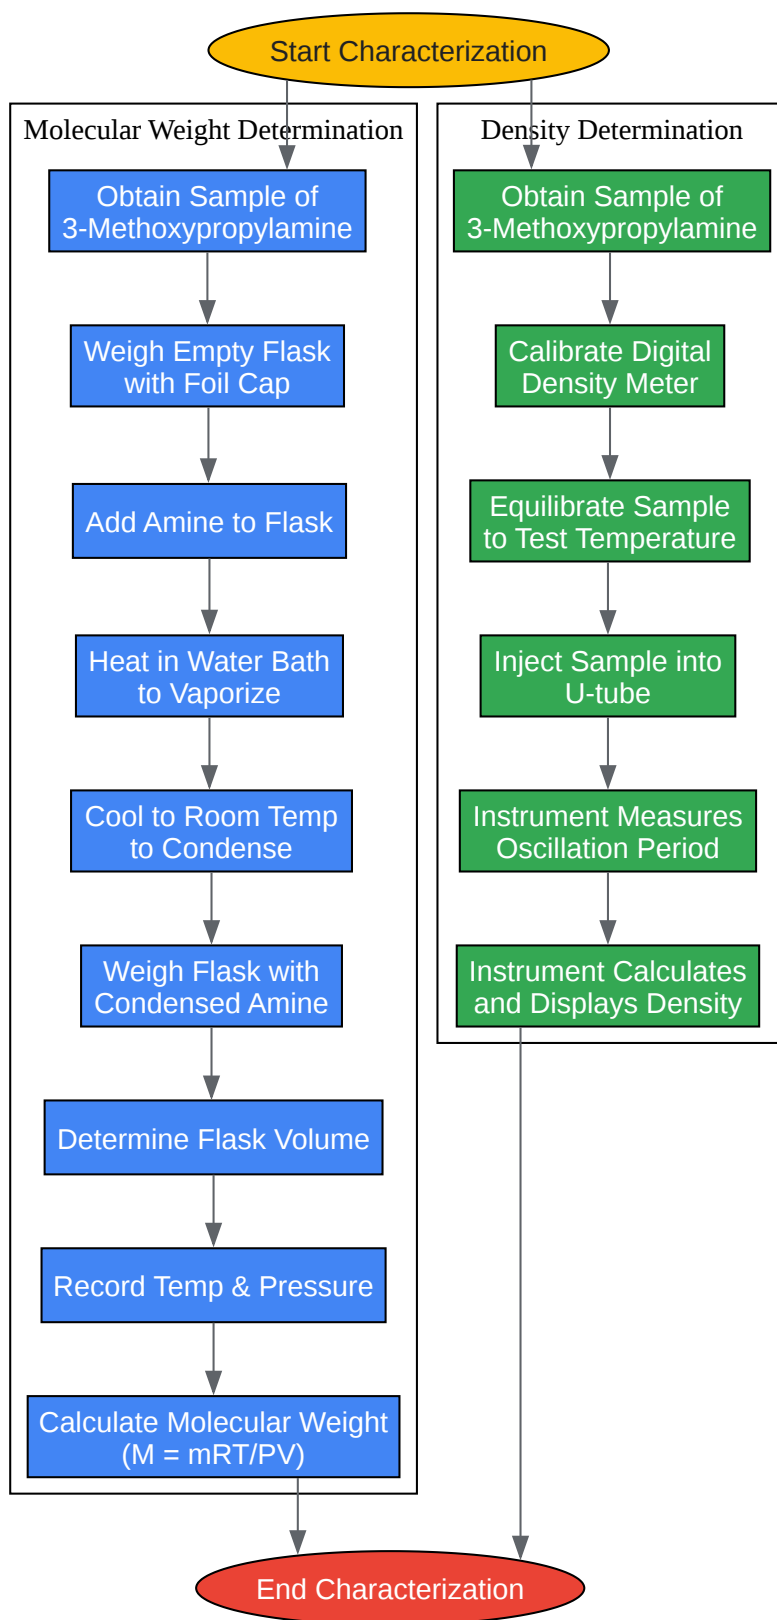 Start Characterization
Molecular Weight Determination
Obtain Sample of
3-Methoxypropylamine
Weigh Empty Flask
with Foil Cap
Add Amine to Flask
Heat in Water Bath
to Vaporize
Cool to Room Temp
to Condense
Weigh Flask with
Condensed Amine
Determine Flask Volume
Record Temp & Pressure
Calculate Molecular Weight
(M = mRT/PV)
Density Determination
Obtain Sample of
3-Methoxypropylamine
Calibrate Digital
Density Meter
Equilibrate Sample
to Test Temperature
Inject Sample into
U-tube
Instrument Measures
Oscillation Period
Instrument Calculates
and Displays Density
End Characterization